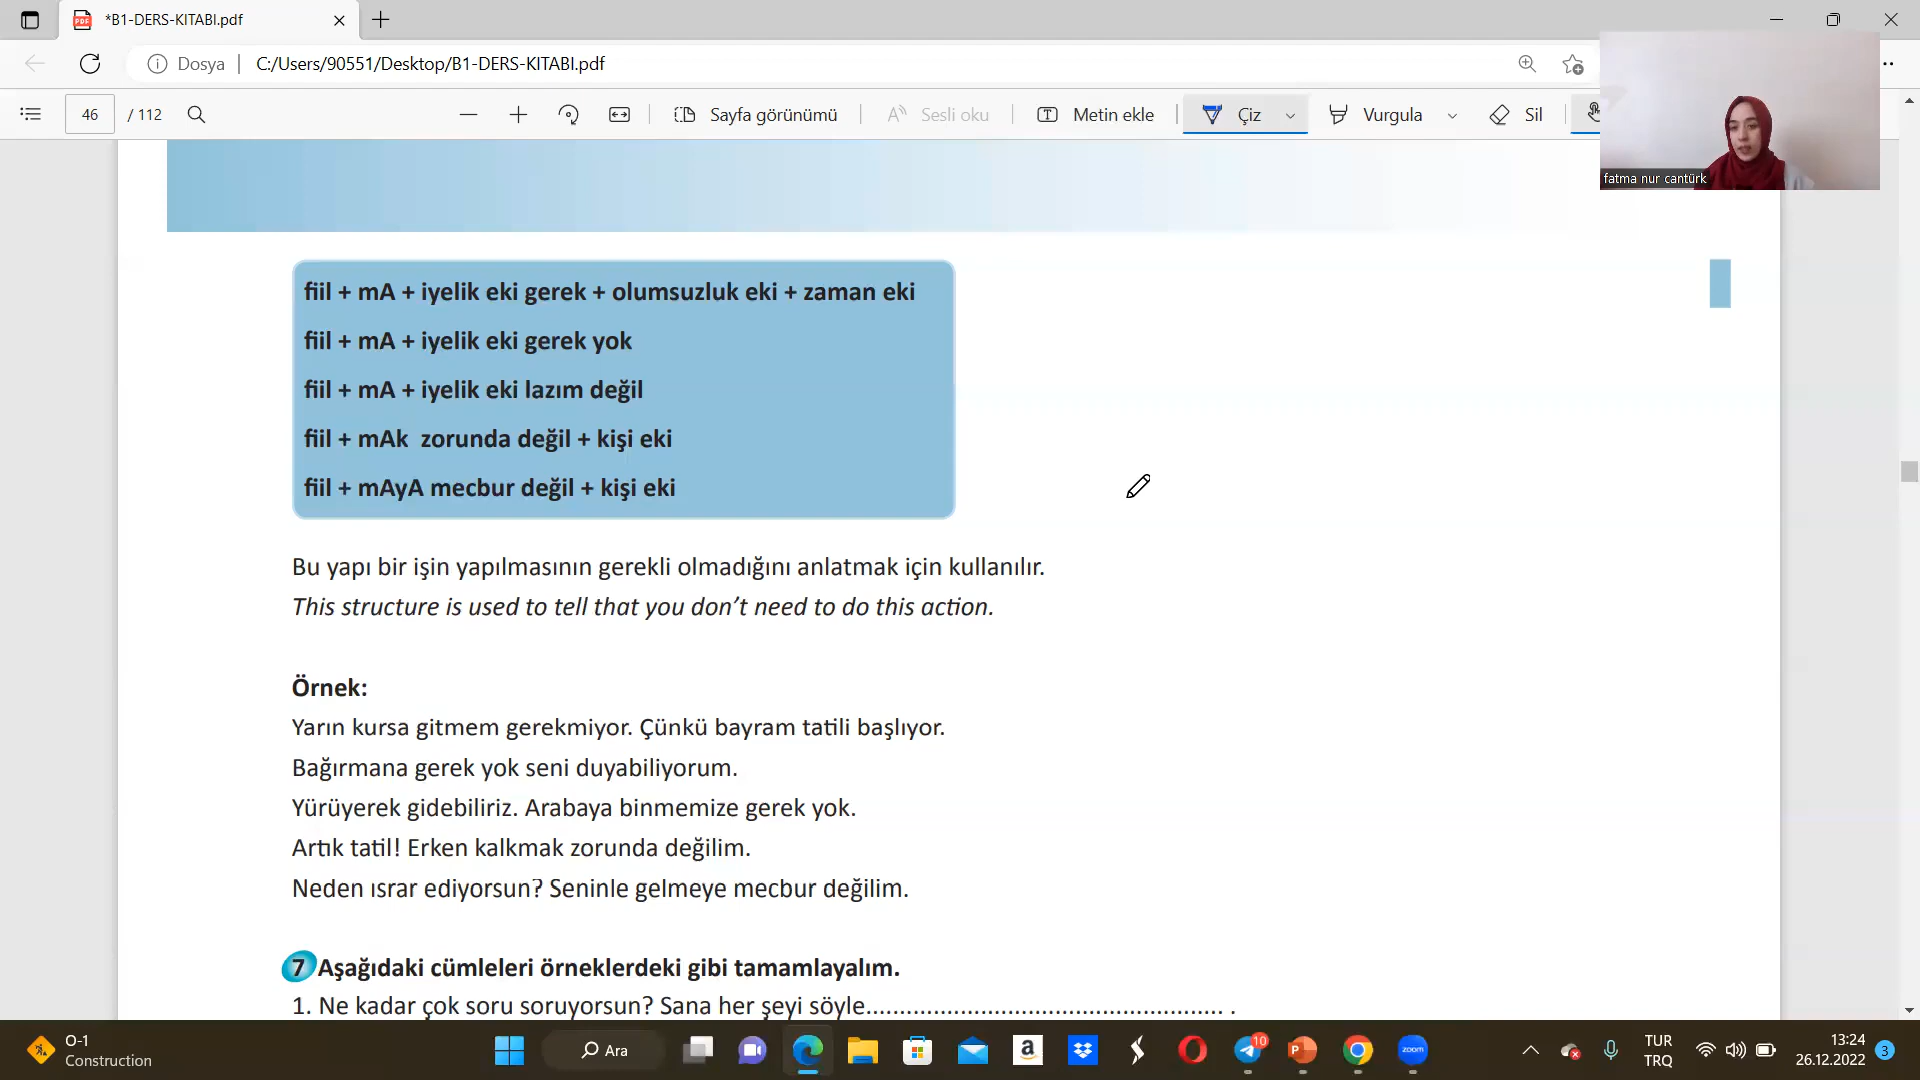 *B1-DERS-KITABI.pdf
Dosya
C:/Users/90551/Desktop/B1-DERS-KITABI.pdf
46
/ 112
Sayfa görünümü
Sesli oku
Metin ekle
Çiz
Vurgula
Sil
fatma nur cantürk
fiil + mA + iyelik eki gerek + olumsuzluk eki + zaman eki
fiil + mA + iyelik eki gerek yok
fiil + mA + iyelik eki lazım değil
fiil + mAk zorunda değil + kişi eki
fiil + mAyA mecbur değil + kişi eki
Bu yapı bir işin yapılmasının gerekli olmadığını anlatmak için kullanılır.
This structure is used to tell that you don't need to do this action.
Örnek:
Yarın kursa gitmem gerekmiyor. Çünkü bayram tatili başlıyor.
Bağırmana gerek yok seni duyabiliyorum.
Yürüyerek gidebiliriz. Arabaya binmemize gerek yok.
Artık tatil! Erken kalkmak zorunda değilim.
Neden ısrar ediyorsun? Seninle gelmeye mecbur değilim.
7 Aşağıdaki cümleleri örneklerdeki gibi tamamlayalım.
1. Ne kadar çok soru soruyorsun? Sana her şeyi söyle...................................................... .
O-1
Construction
Ara
10
zoom
TUR
TRQ
13:24
26.12.2022
3